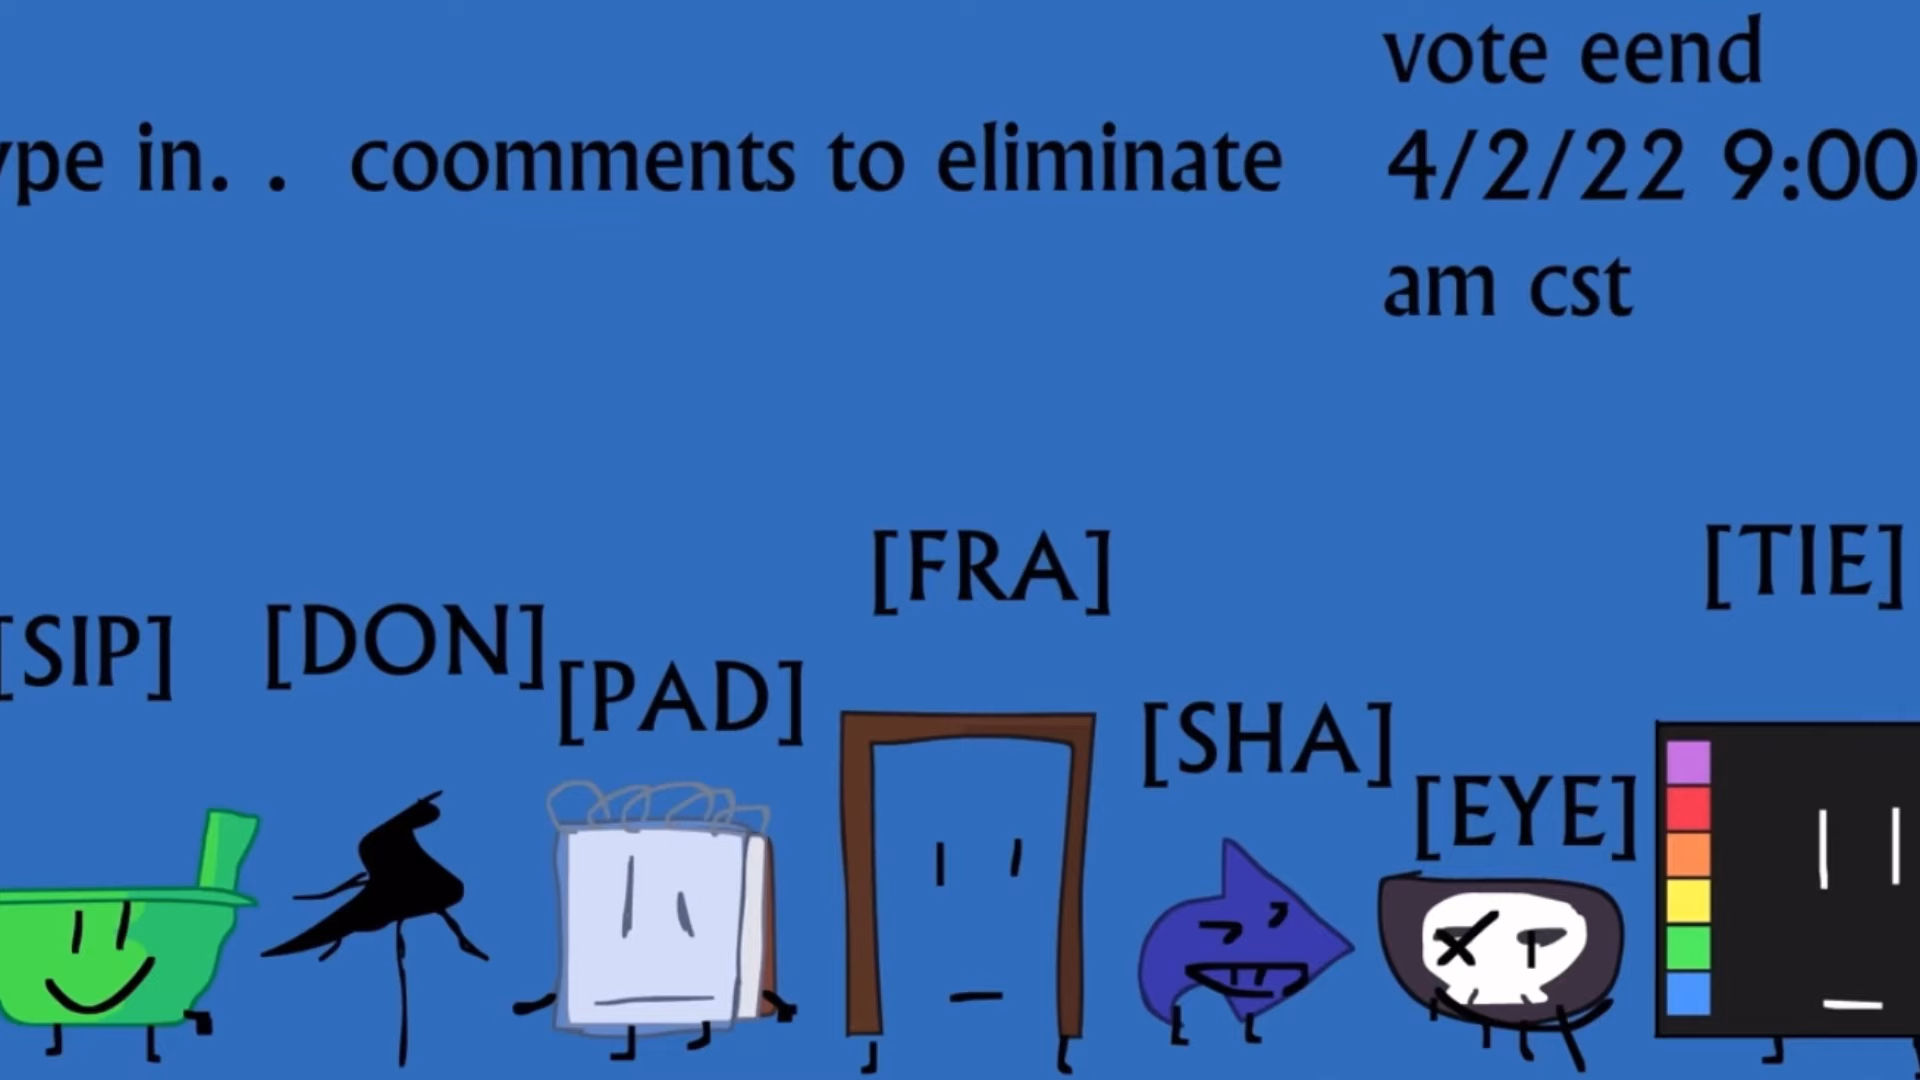 vote eend
ype in. . coomments to eliminate
4/2/22 9:00
am cst
[FRA]
[TIE]
[SIP]
[DON]
[PAD]
[SHA]
[EYE]